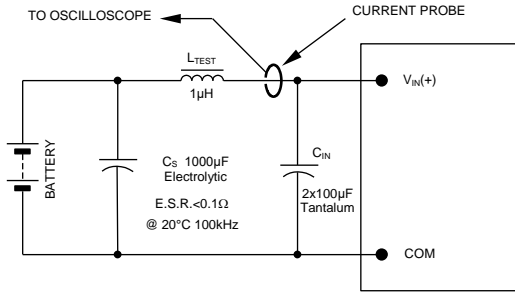 TO OSCILLOSCOPE
CURRENT PROBE
LTEST
1µH
VIN(+)
BATTERY
CS 1000µF
Electrolytic
E.S.R.<0.1Ω
@ 20°C 100kHz
CIN
2x100µF
Tantalum
COM